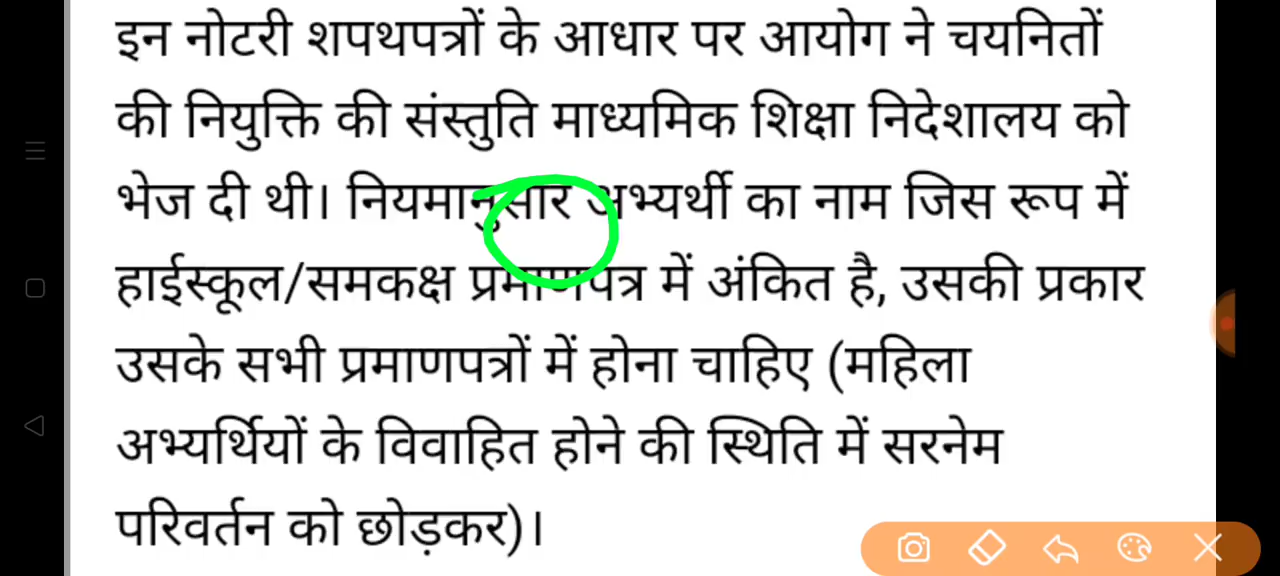 इन नोटरी शपथपत्रों के आधार पर आयोग ने चयनितों
की नियुक्ति की संस्तुति माध्यमिक शिक्षा निदेशालय को
भेज दी थी। नियमानुसार अभ्यर्थी का नाम जिस रूप में
हाईस्कूल/समकक्ष प्रमाणपत्र में अंकित है, उसकी प्रकार
उसके सभी प्रमाणपत्रों में होना चाहिए (महिला
अभ्यर्थियों के विवाहित होने की स्थिति में सरनेम
परिवर्तन को छोड़कर)।